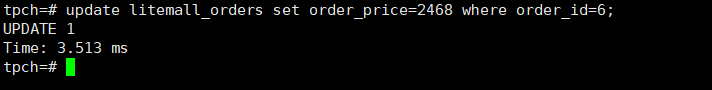 tpch=# update litemall_orders set order_price=2468 where order_id=6;
UPDATE 1
Time: 3.513 ms
tpch=#